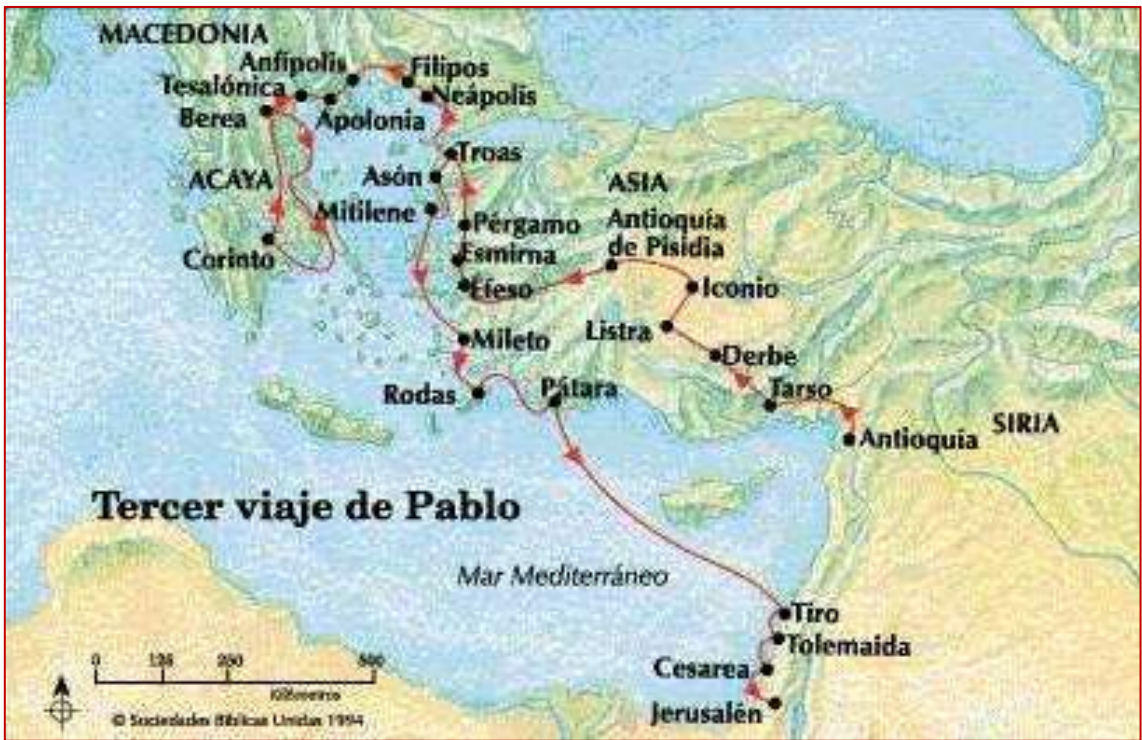 MACEDONIA
Anfípolis
Filipos
Tesalónica
Neápolis
Berea
Apolonia
Troas
ACAYA
Asón
ASIA
Mitilene
Pérgamo
Antioquía
de Pisidia
Corinto
Esmirna
Efeso
Iconio
Listra
Mileto
Derbe
Rodas
Pátara
Tarso
SIRIA
Antioquía
Tercer viaje de Pablo
Mar Mediterráneo
Tiro
Tolemaida
Cesarea
Jerusalén
0 125 250 500
Kilómetros
© Sociedades Bíblicas Unidas 1994